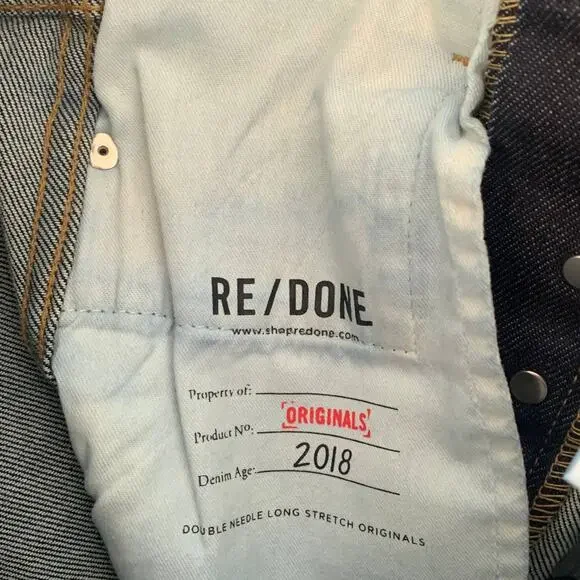 RE/DONE
www.shopredone.com
Property of:
Product No: ORIGINALS
Denim Age: 2018
DOUBLE NEEDLE LONG STRETCH ORIGINALS